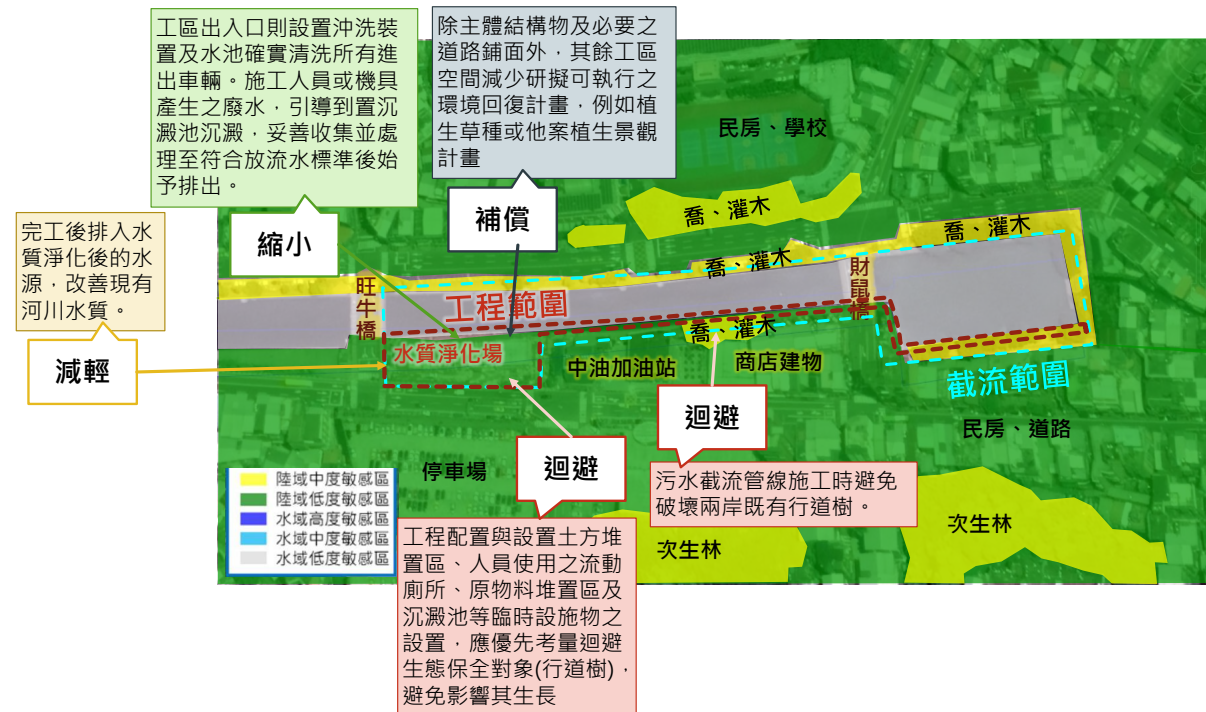 工區出入口則設置沖洗裝
置及水池確實清洗所有進
出車輛。施工人員或機具
產生之廢水，引導到置沉
澱池沉澱，妥善收集並處
理至符合放流水標準後始
予排出。
縮小
除主體結構物及必要之
道路鋪面外，其餘工區
空間減少研擬可執行之
環境回復計畫，例如植
生草種或他案植生景觀
計畫
補償
民房、學校
喬、灌木
喬、灌木
喬、灌木
完工後排入水
質淨化後的水
源，改善現有
河川水質。
減輕
旺牛橋
工程範圍
財鼠橋
水質淨化場
喬、灌木
中油加油站
商店建物
截流範圍
民房、道路
迴避
污水截流管線施工時避免
破壞兩岸既有行道樹。
迴避
工程配置與設置土方堆
置區、人員使用之流動
廁所、原物料堆置區及
沉澱池等臨時設施物之
設置，應優先考量迴避
生態保全對象(行道樹)，
避免影響其生長
停車場
次生林
次生林
陸域中度敏感區
陸域低度敏感區
水域高度敏感區
水域中度敏感區
水域低度敏感區